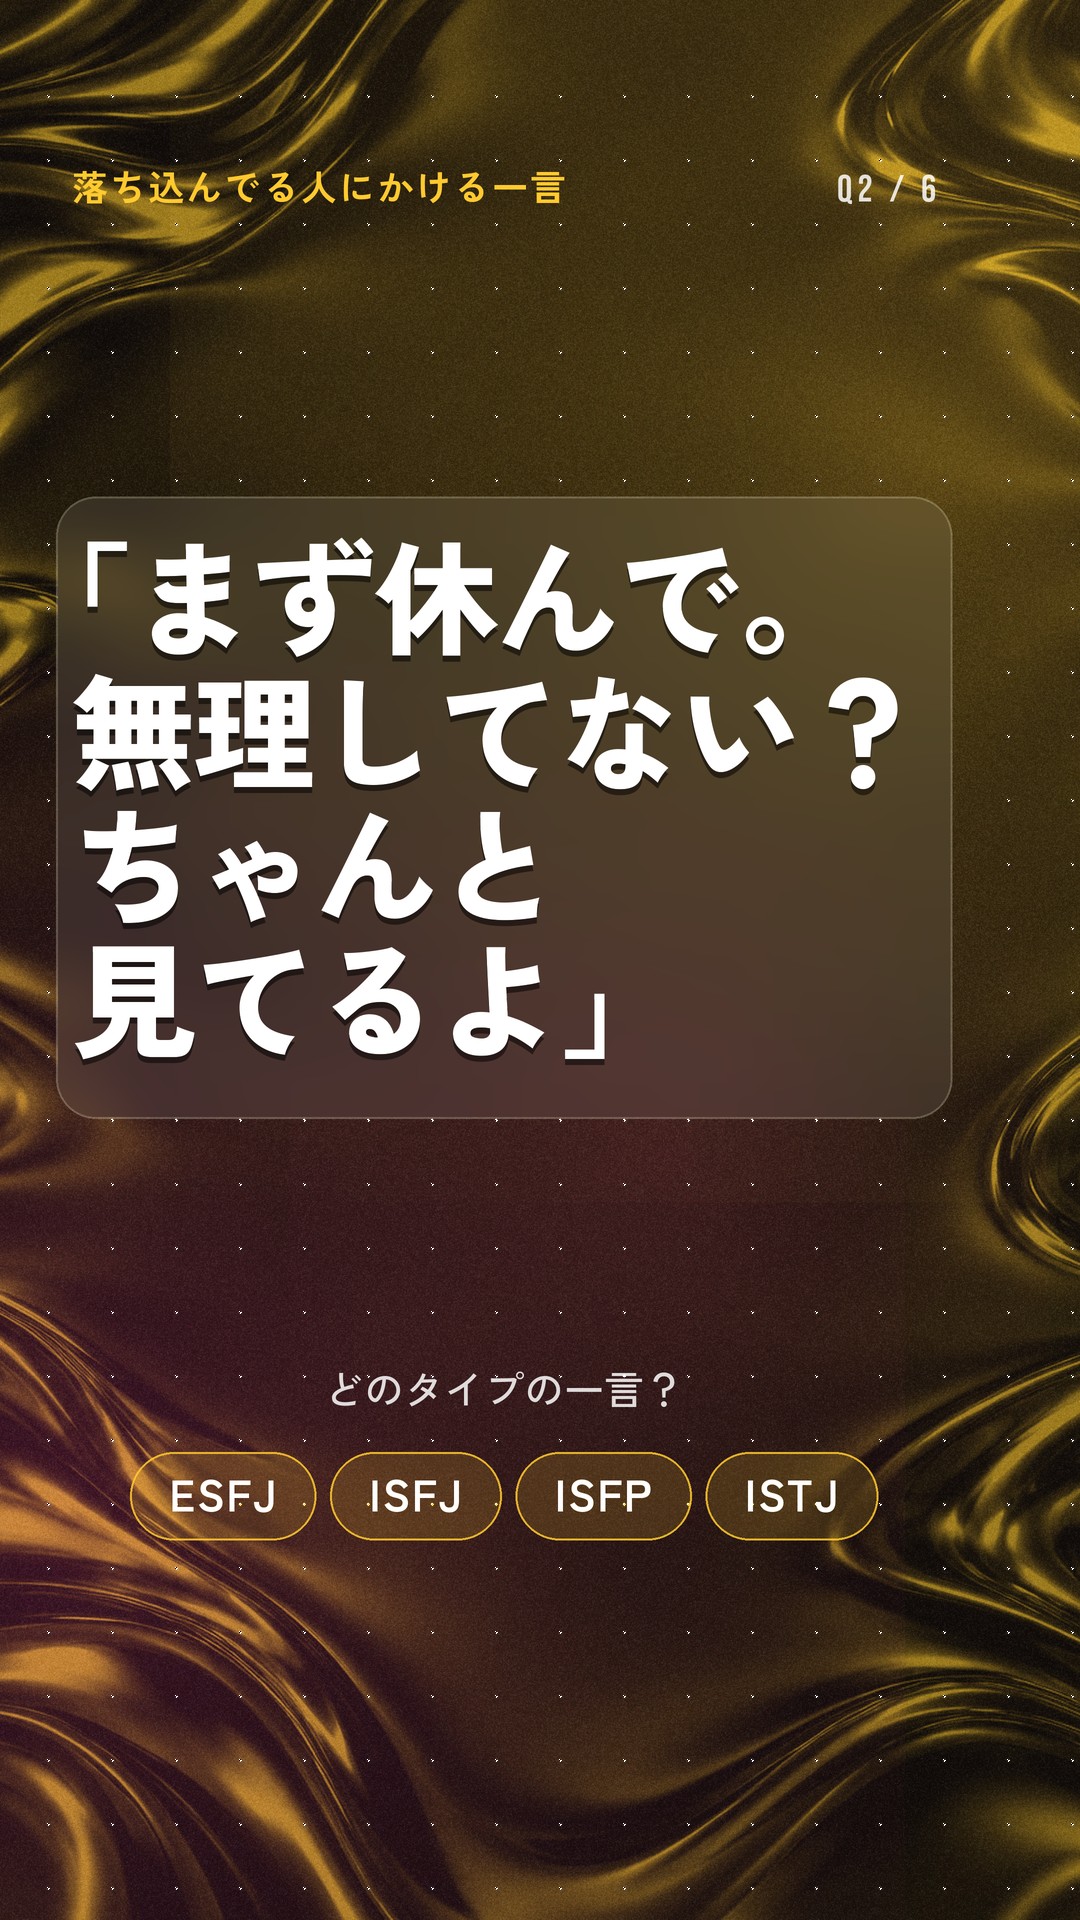 落ち込んでる人にかける一言
Q2 / 6
「まず休んで。
無理してない？
ちゃんと
見てるよ」
どのタイプの一言？
ESFJ
ISFJ
ISFP
ISTJ